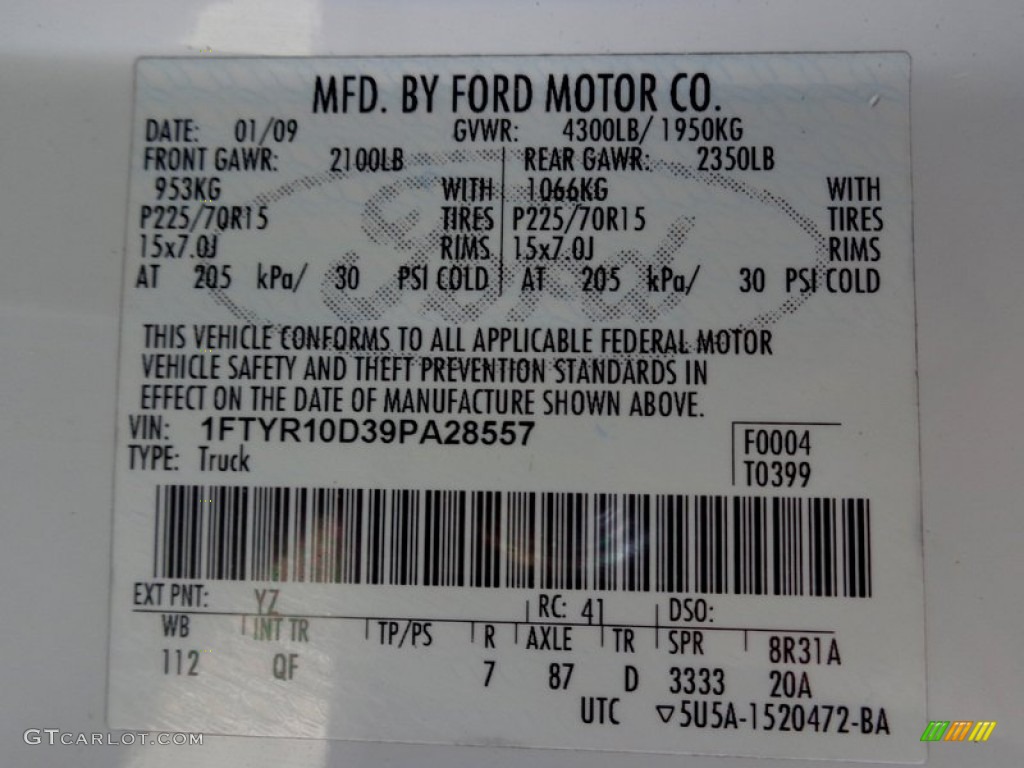 MFD. BY FORD MOTOR CO.
DATE: 01/09 GVWR: 4300LB/ 1950KG
FRONT GAWR: 2100LB REAR GAWR: 2350LB
953KG WITH 1066KG WITH
P225/70R15 TIRES P225/70R15 TIRES
15x7.0J RIMS 15x7.0J RIMS
AT 205 kPa/ 30 PSI COLD AT 205 kPa/ 30 PSI COLD
Ford
THIS VEHICLE CONFORMS TO ALL APPLICABLE FEDERAL MOTOR
VEHICLE SAFETY AND THEFT PREVENTION STANDARDS IN
EFFECT ON THE DATE OF MANUFACTURE SHOWN ABOVE.
VIN: 1FTYR10D39PA28557
TYPE: Truck
F0004
T0399
EXT PNT: YZ RC: 41 DSO:
WB INT TR TP/PS R AXLE TR SPR 8R31A
112 QF 7 87 D 3333 20A
UTC ▽5U5A-1520472-BA
GTCARLOT.COM